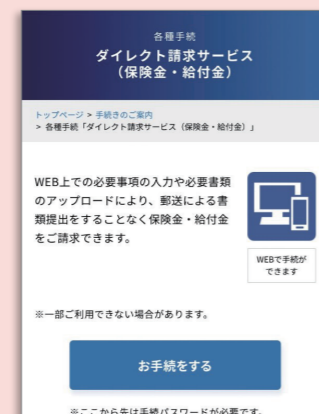 各種手続
ダイレクト請求サービス
（保険金・給付金）
トップページ > 手続きのご案内
> 各種手続「ダイレクト請求サービス（保険金・給付金）」
WEB上での必要事項の入力や必要書類
のアップロードにより、郵送による書
類提出をすることなく保険金・給付金
をご請求できます。
WEBで手続が
できます
※一部ご利用できない場合があります。
お手続をする
※ここから先は手続パスワードが必要です。